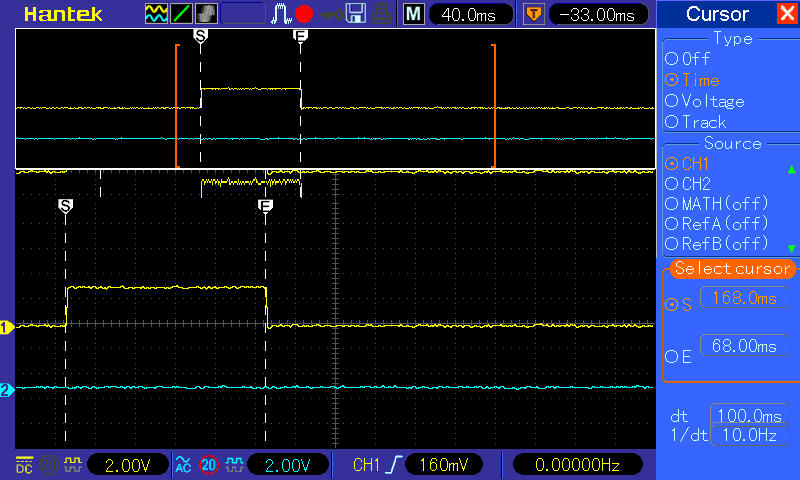 Hantek
M 40.0ms
T -33.00ms
Cursor
S E
Type
Off
Time
Voltage
Track
Source
CH1
CH2
MATH(off)
RefA(off)
RefB(off)
S E
Select cursor
S 168.0ms
E 68.00ms
1
2
dt 100.0ms
1/dt 10.0Hz
DC 20 2.00V
AC 20 2.00V
CH1 160mV
0.00000Hz